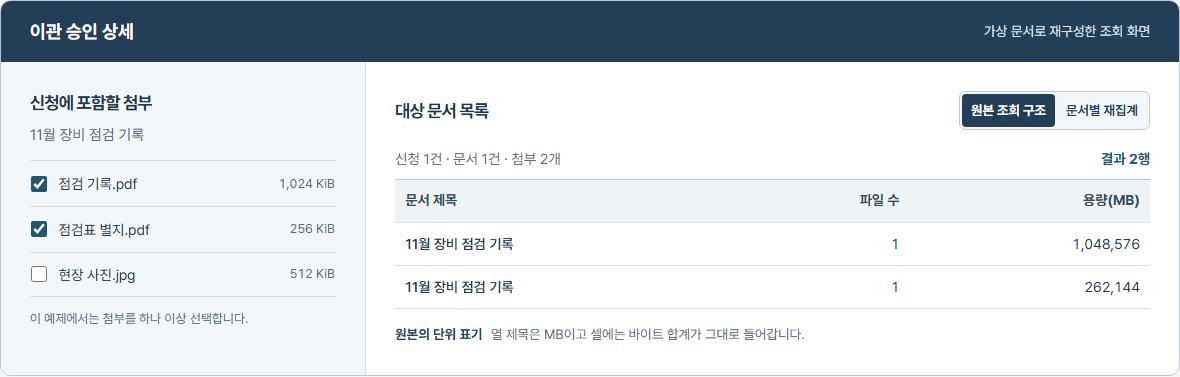 이관 승인 상세
가상 문서로 재구성한 조회 화면
신청에 포함할 첨부
11월 장비 점검 기록
점검 기록.pdf 1,024 KiB
점검표 별지.pdf 256 KiB
현장 사진.jpg 512 KiB
이 예제에서는 첨부를 하나 이상 선택합니다.
대상 문서 목록
원본 조회 구조 문서별 재집계
신청 1건 · 문서 1건 · 첨부 2개 결과 2행
문서 제목 파일 수 용량(MB)
11월 장비 점검 기록 1 1,048,576
11월 장비 점검 기록 1 262,144
원본의 단위 표기 열 제목은 MB이고 셀에는 바이트 합계가 그대로 들어갑니다.